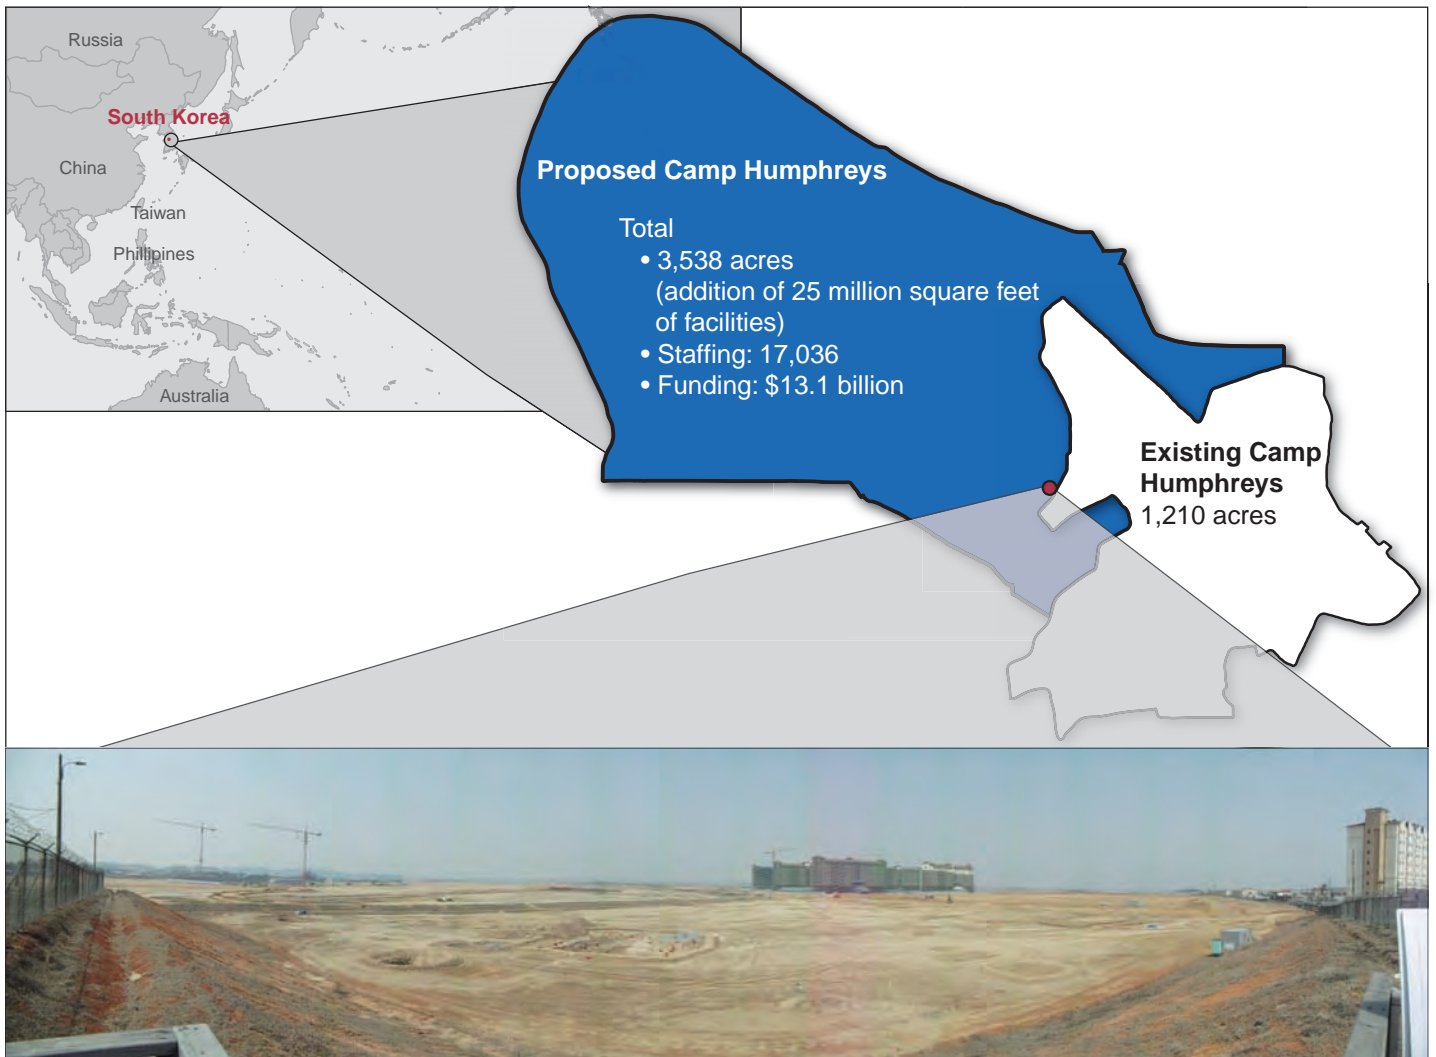 Russia
South Korea
China
Taiwan
Phillipines
Australia
Proposed Camp Humphreys
Total
• 3,538 acres
(addition of 25 million square feet
of facilities)
• Staffing: 17,036
• Funding: $13.1 billion
Existing Camp
Humphreys
1,210 acres